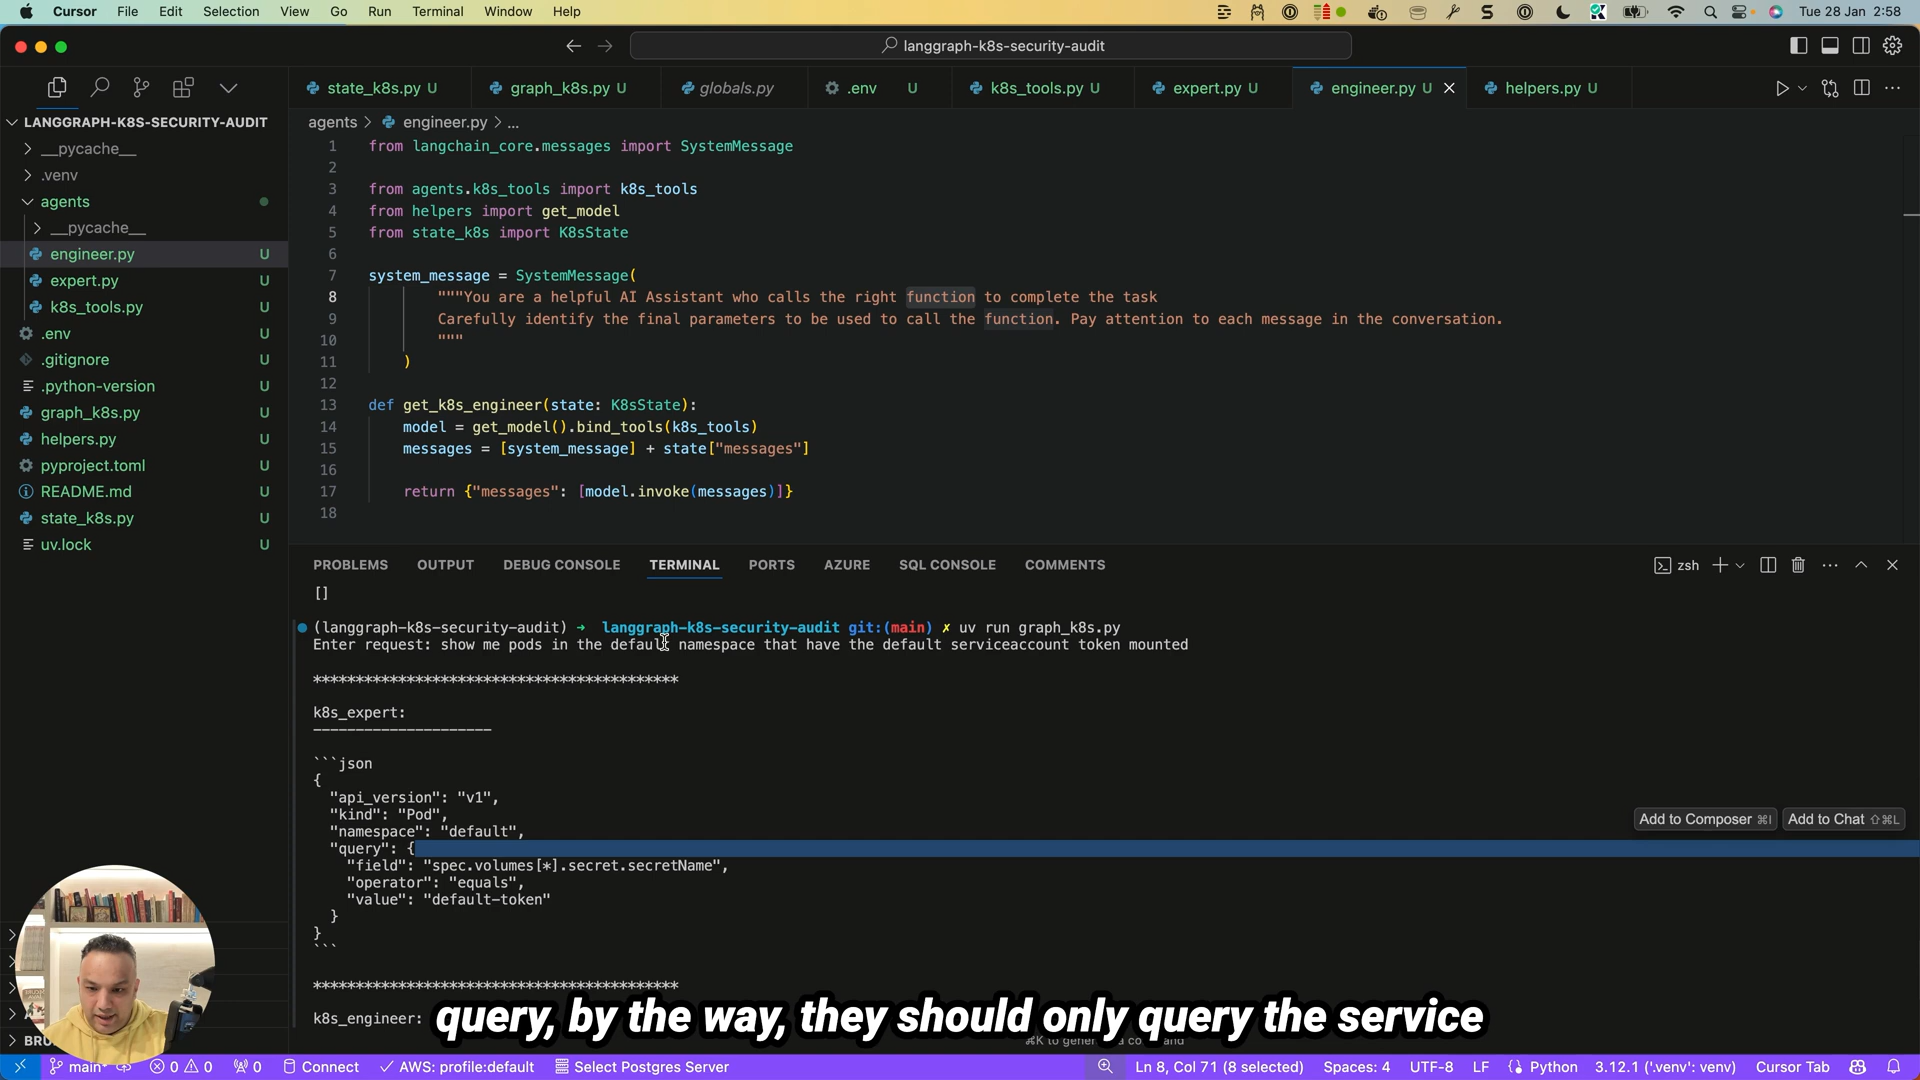 Cursor File Edit Selection View Go Run Terminal Window Help Tue 28 Jan 2:58
langgraph-k8s-security-audit
state_k8s.py U graph_k8s.py U globals.py .env U k8s_tools.py U expert.py U engineer.py U helpers.py U
LANGGRAPH-K8S-SECURITY-AUDIT
__pycache__
.venv
agents
__pycache__
engineer.py U
expert.py U
k8s_tools.py U
.env U
.gitignore U
.python-version U
graph_k8s.py U
helpers.py U
pyproject.toml U
README.md U
state_k8s.py U
uv.lock U
agents > engineer.py > ...
1 from langchain_core.messages import SystemMessage
2
3 from agents.k8s_tools import k8s_tools
4 from helpers import get_model
5 from state_k8s import K8sState
6
7 system_message = SystemMessage(
8 """You are a helpful AI Assistant who calls the right function to complete the task
9 Carefully identify the final parameters to be used to call the function. Pay attention to each message in the conversation.
10 """
11 )
12
13 def get_k8s_engineer(state: K8sState):
14 model = get_model().bind_tools(k8s_tools)
15 messages = [system_message] + state["messages"]
16
17 return {"messages": [model.invoke(messages)]}
18
PROBLEMS OUTPUT DEBUG CONSOLE TERMINAL PORTS AZURE SQL CONSOLE COMMENTS zsh
[]
(langgraph-k8s-security-audit) → langgraph-k8s-security-audit git:(main) ✗ uv run graph_k8s.py
Enter request: show me pods in the default namespace that have the default serviceaccount token mounted
*******************************************
k8s_expert:
---------------------
```json
{
"api_version": "v1",
"kind": "Pod",
"namespace": "default",
"query": {
"field": "spec.volumes[*].secret.secretName",
"operator": "equals",
"value": "default-token"
}
}
```
*******************************************
k8s_engineer:
Add to Composer ⌘I Add to Chat ⇧⌘L
query, by the way, they should only query the service
main* 0 0 0 Connect AWS: profile:default Select Postgres Server Ln 8, Col 71 (8 selected) Spaces: 4 UTF-8 LF Python 3.12.1 ('.venv': venv) Cursor Tab